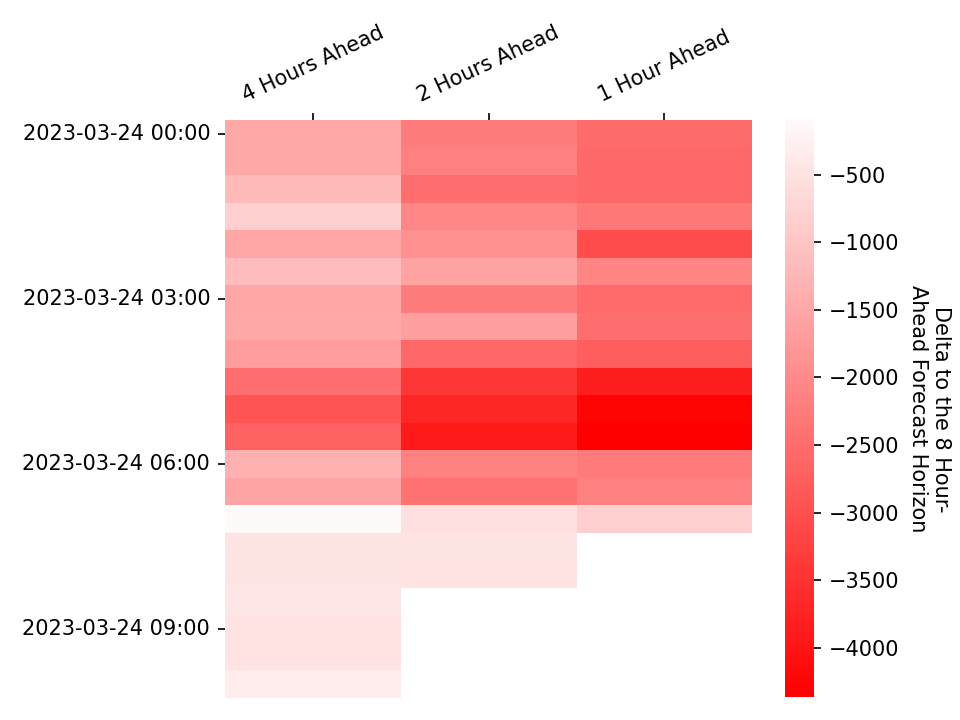 4 Hours Ahead
2 Hours Ahead
1 Hour Ahead
2023-03-24 00:00
2023-03-24 03:00
2023-03-24 06:00
2023-03-24 09:00
−500
−1000
−1500
−2000
−2500
−3000
−3500
−4000
Delta to the 8 Hour-
Ahead Forecast Horizon